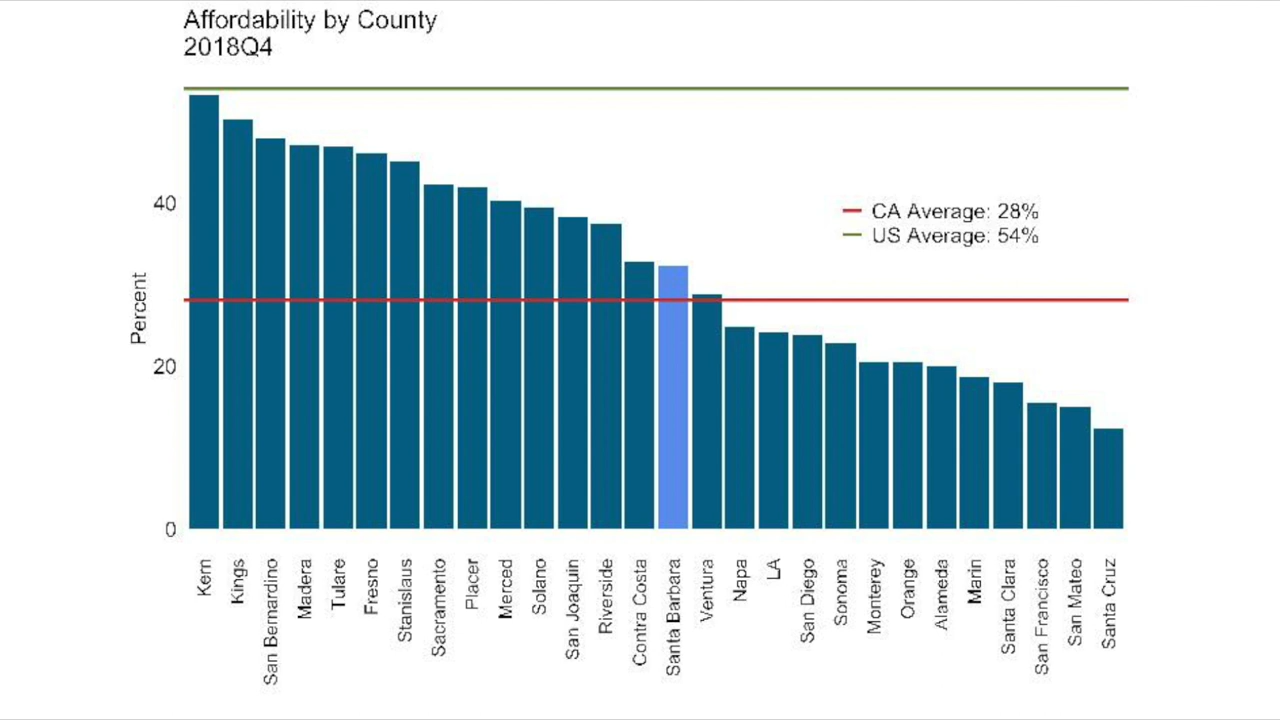 Affordability by County
2018Q4
40
20
0
Percent
CA Average: 28%
US Average: 54%
Kern
Kings
San Bernardino
Madera
Tulare
Fresno
Stanislaus
Sacramento
Placer
Merced
Solano
San Joaquin
Riverside
Contra Costa
Santa Barbara
Ventura
Napa
LA
San Diego
Sonoma
Monterey
Orange
Alameda
Marin
Santa Clara
San Francisco
San Mateo
Santa Cruz